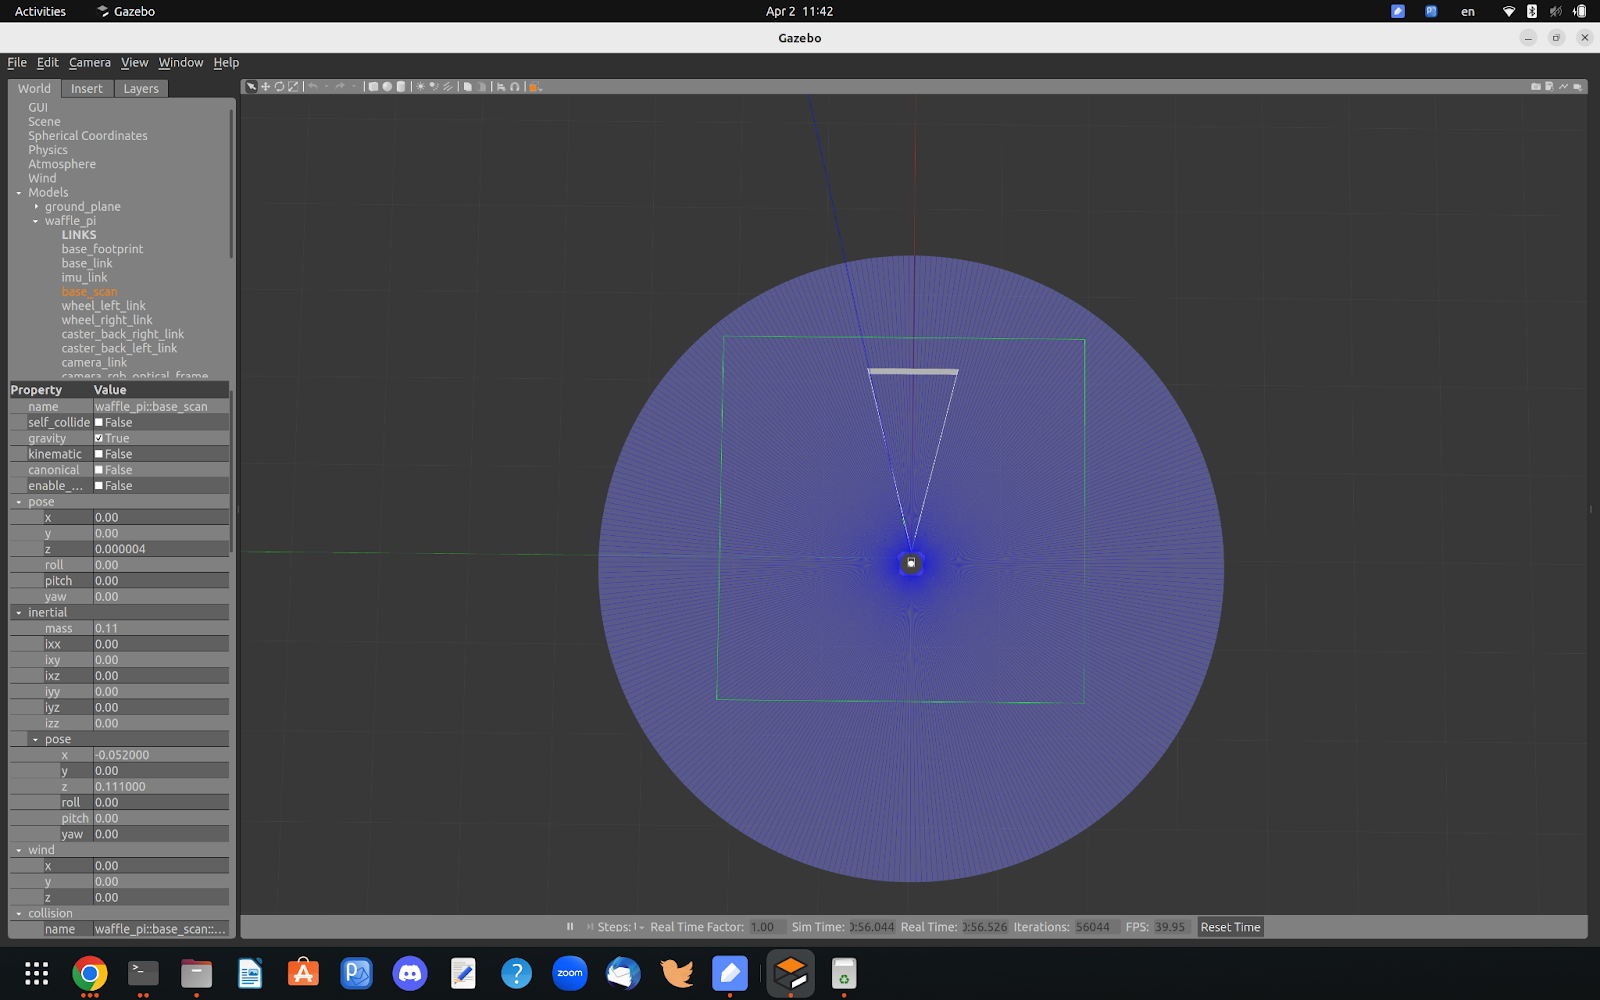 Activities Gazebo Apr 2 11:42 en
Gazebo
File Edit Camera View Window Help
World Insert Layers
GUI
Scene
Spherical Coordinates
Physics
Atmosphere
Wind
Models
ground_plane
waffle_pi
LINKS
base_footprint
base_link
imu_link
base_scan
wheel_left_link
wheel_right_link
caster_back_right_link
caster_back_left_link
camera_link
camera_rgb_optical_frame
Property Value
name waffle_pi::base_scan
self_collide False
gravity True
kinematic False
canonical False
enable_... False
pose
x 0.00
y 0.00
z 0.000004
roll 0.00
pitch 0.00
yaw 0.00
inertial
mass 0.11
ixx 0.00
ixy 0.00
ixz 0.00
iyy 0.00
iyz 0.00
izz 0.00
pose
x -0.052000
y 0.00
z 0.111000
roll 0.00
pitch 0.00
yaw 0.00
wind
x 0.00
y 0.00
z 0.00
collision
name waffle_pi::base_scan::...
Steps: Real Time Factor: 1.00 Sim Time: 0:56.044 Real Time: 0:56.526 Iterations: 56044 FPS: 39.95 Reset Time
zoom